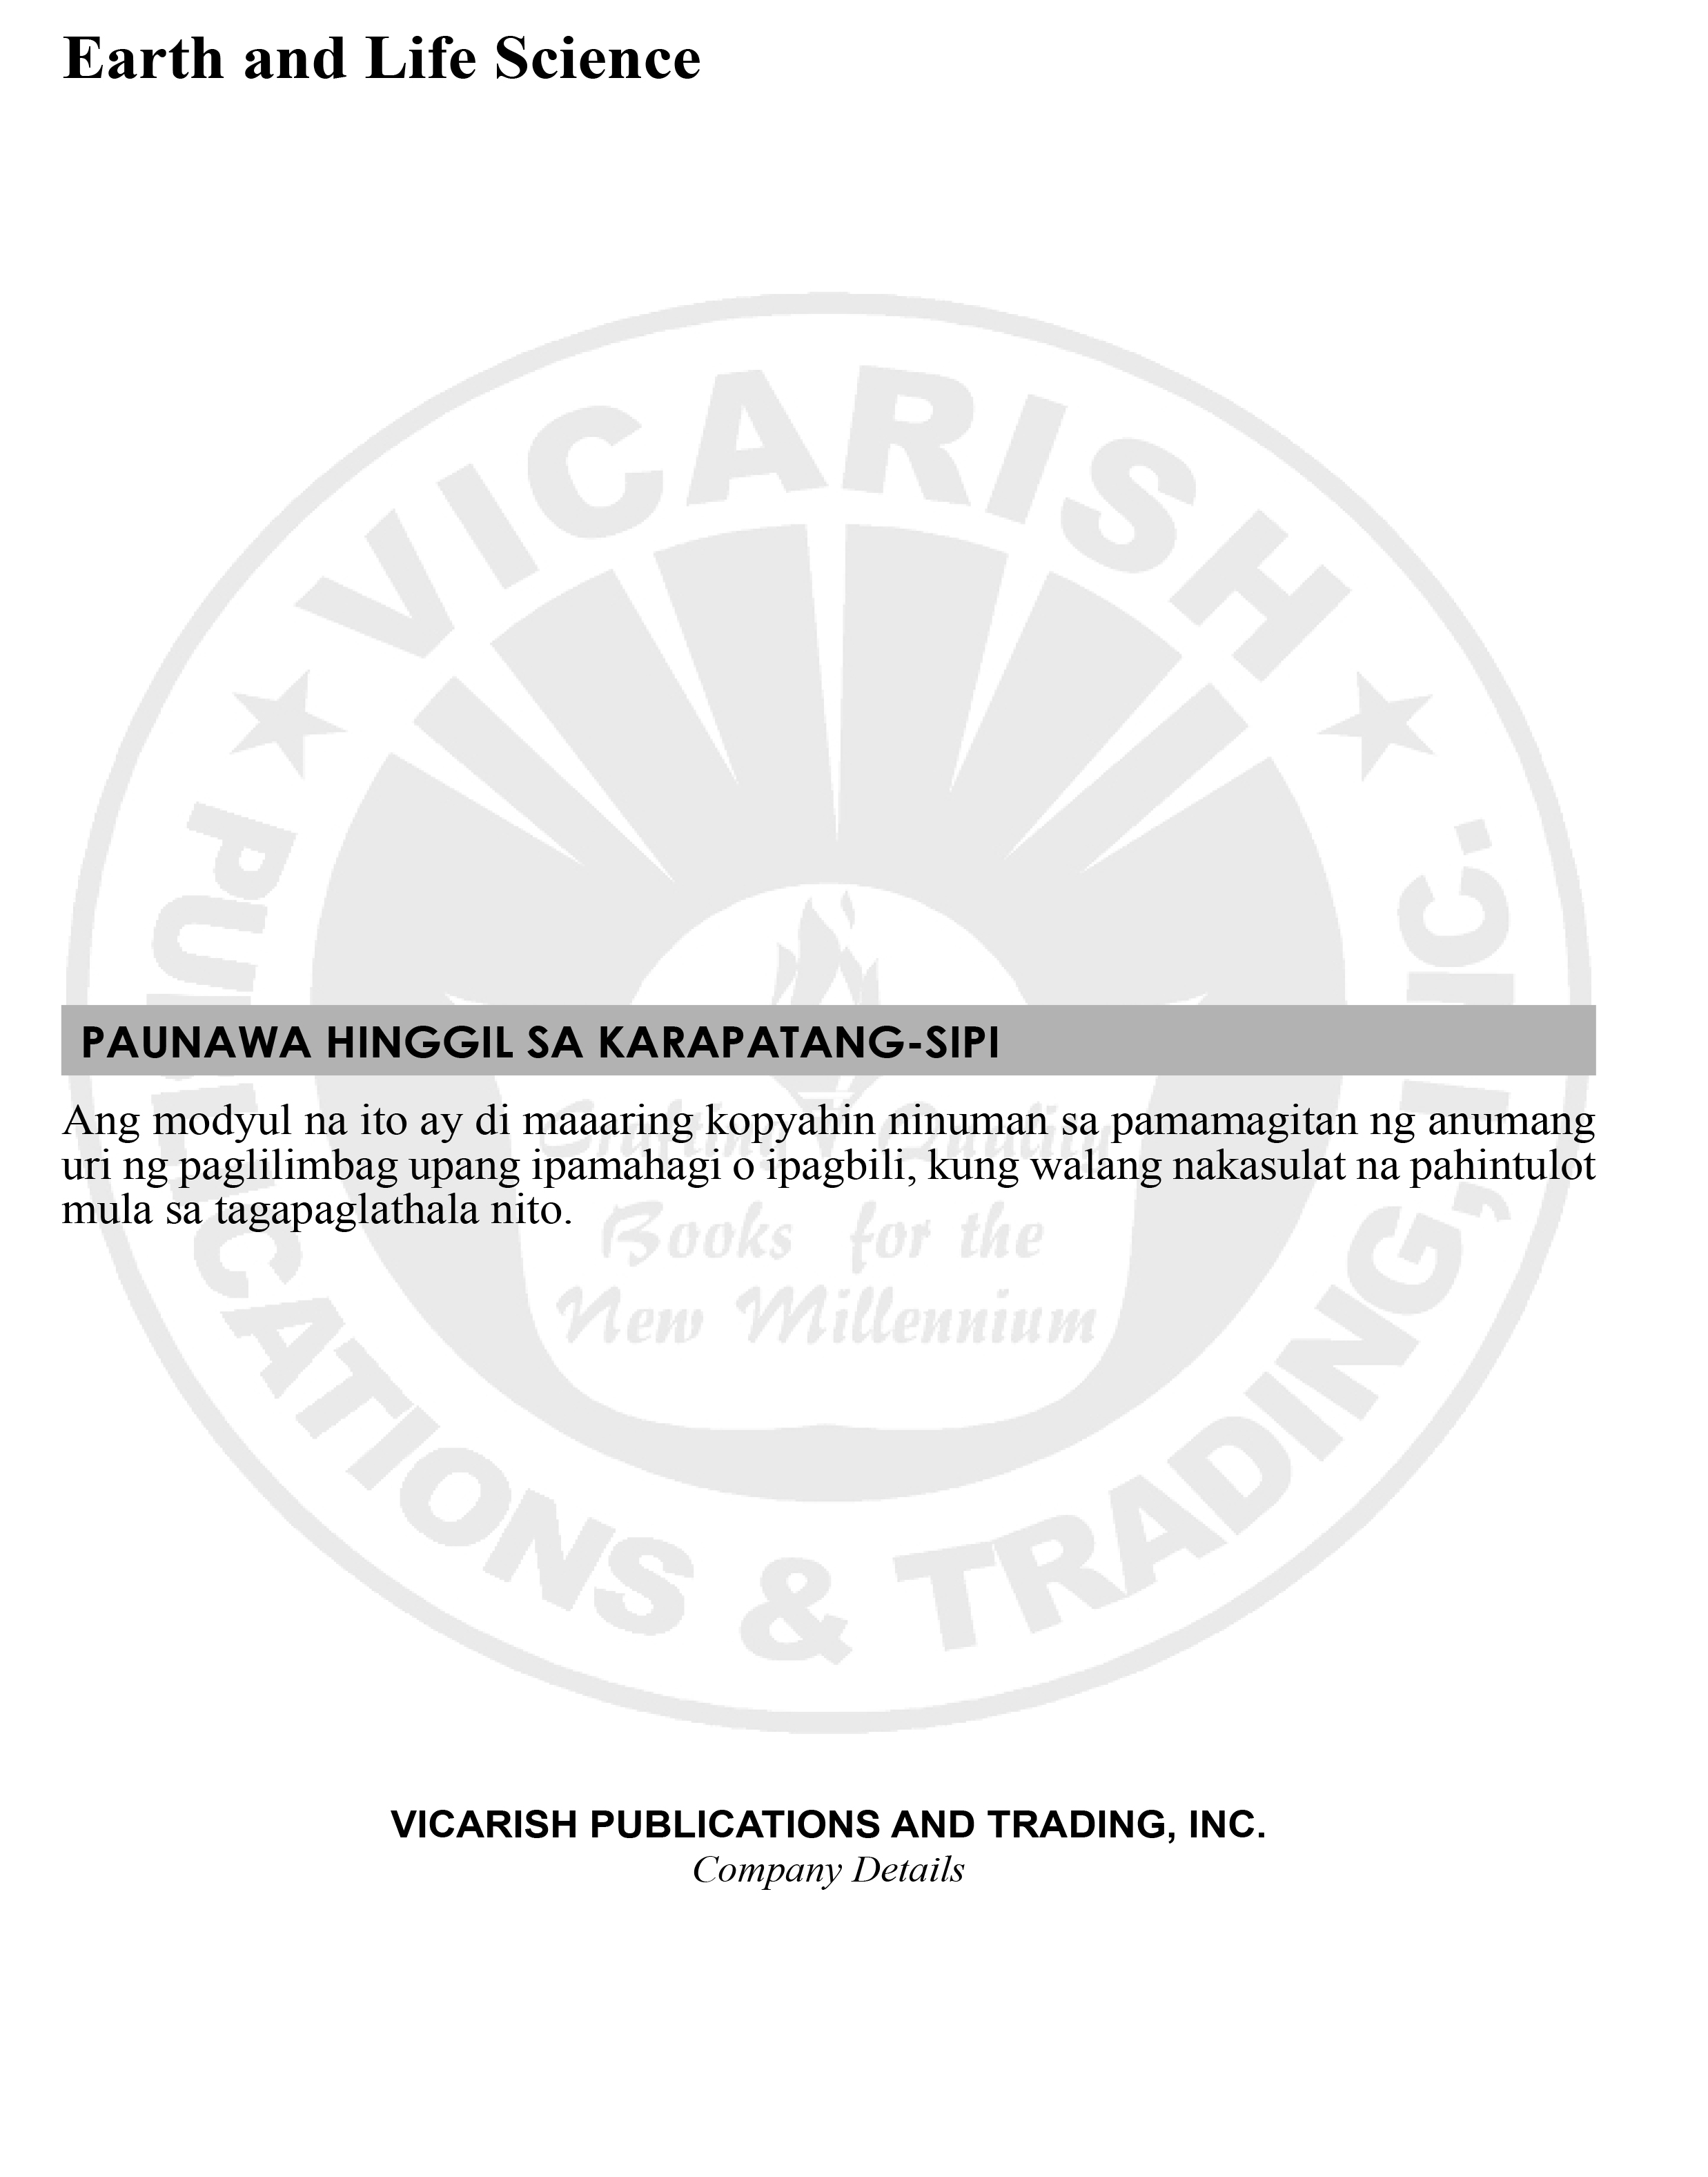 Earth and Life Science
VICARISH
PUBLICATIONS & TRADING, INC.
PAUNAWA HINGGIL SA KARAPATANG-SIPI
Crafting Quality
Ang modyul na ito ay di maaaring kopyahin ninuman sa pamamagitan ng anumang
uri ng paglilimbag upang ipamahagi o ipagbili, kung walang nakasulat na pahintulot
mula sa tagapaglathala nito.
Books for the
New Millennium
VICARISH PUBLICATIONS AND TRADING, INC.
Company Details